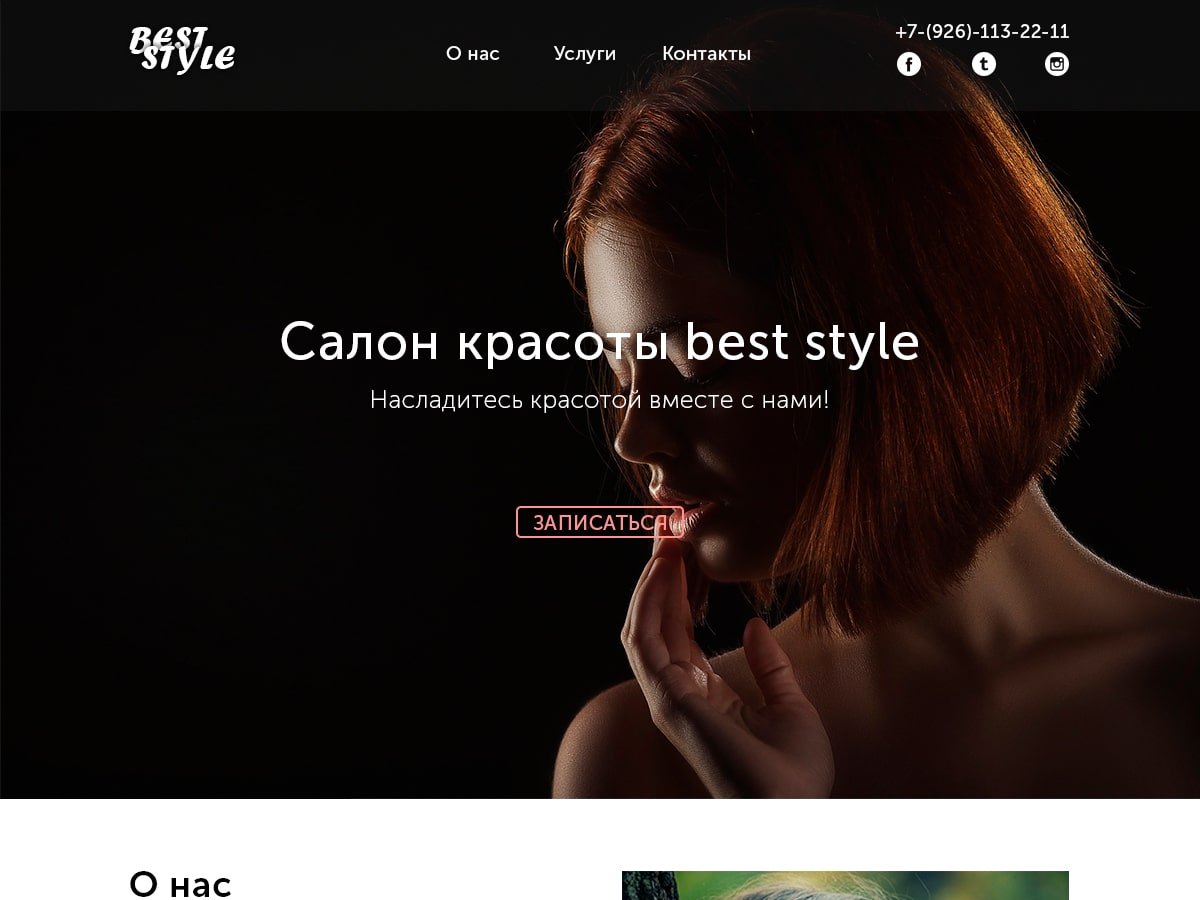 BEST
STYLE
О нас
Услуги
Контакты
+7-(926)-113-22-11
Салон красоты best style
Насладитесь красотой вместе с нами!
ЗАПИСАТЬСЯ
О нас